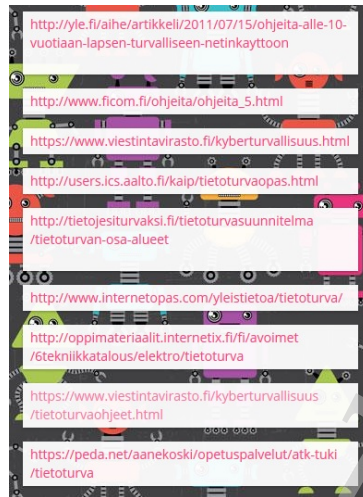 http://yle.fi/aihe/artikkeli/2011/07/15/ohjeita-alle-10-
vuotiaan-lapsen-turvalliseen-netinkayttoon
http://www.ficom.fi/ohjeita/ohjeita_5.html
https://www.viestintavirasto.fi/kyberturvallisuus.html
http://users.ics.aalto.fi/kaip/tietoturvaopas.html
http://tietojesiturvaksi.fi/tietoturvasuunnitelma
/tietoturvan-osa-alueet
http://www.internetopas.com/yleistietoa/tietoturva/
http://oppimateriaalit.internetix.fi/fi/avoimet
/6tekniikkatalous/elektro/tietoturva
https://www.viestintavirasto.fi/kyberturvallisuus
/tietoturvaohjeet.html
https://peda.net/aanekoski/opetuspalvelut/atk-tuki
/tietoturva